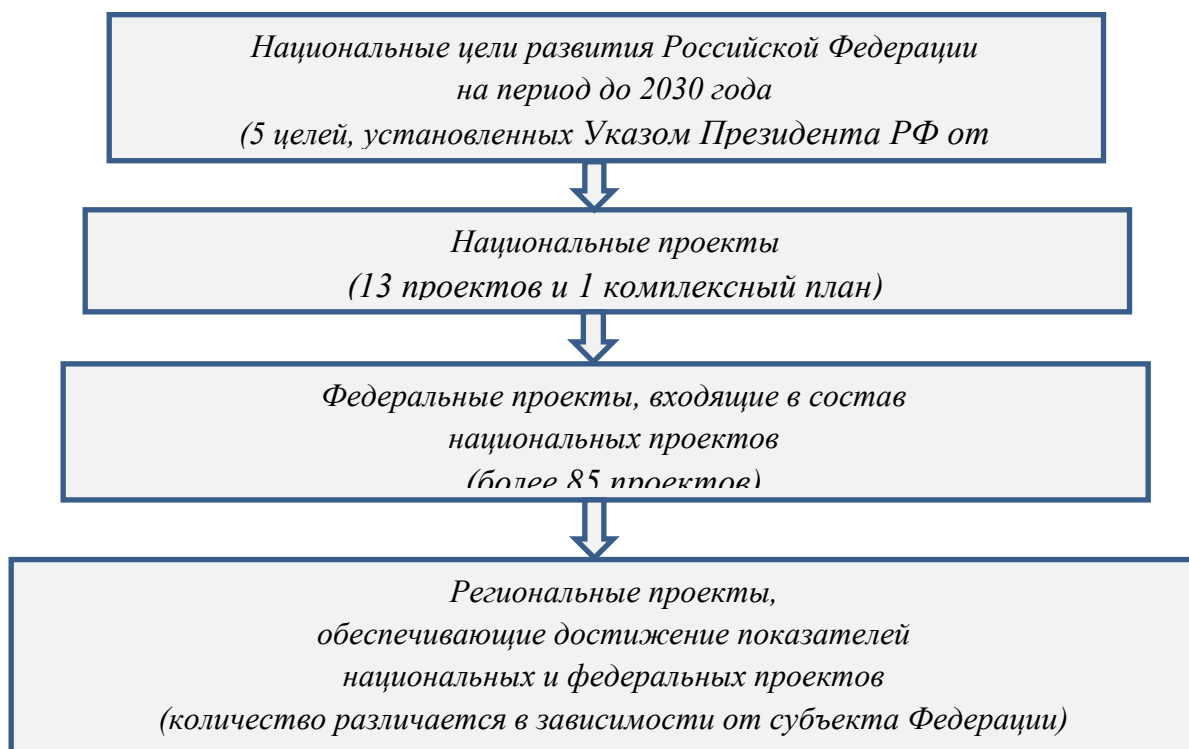 Национальные цели развития Российской Федерации
на период до 2030 года
(5 целей, установленных Указом Президента РФ от
Национальные проекты
(13 проектов и 1 комплексный план)
Федеральные проекты, входящие в состав
национальных проектов
(более 85 проектов)
Региональные проекты,
обеспечивающие достижение показателей
национальных и федеральных проектов
(количество различается в зависимости от субъекта Федерации)